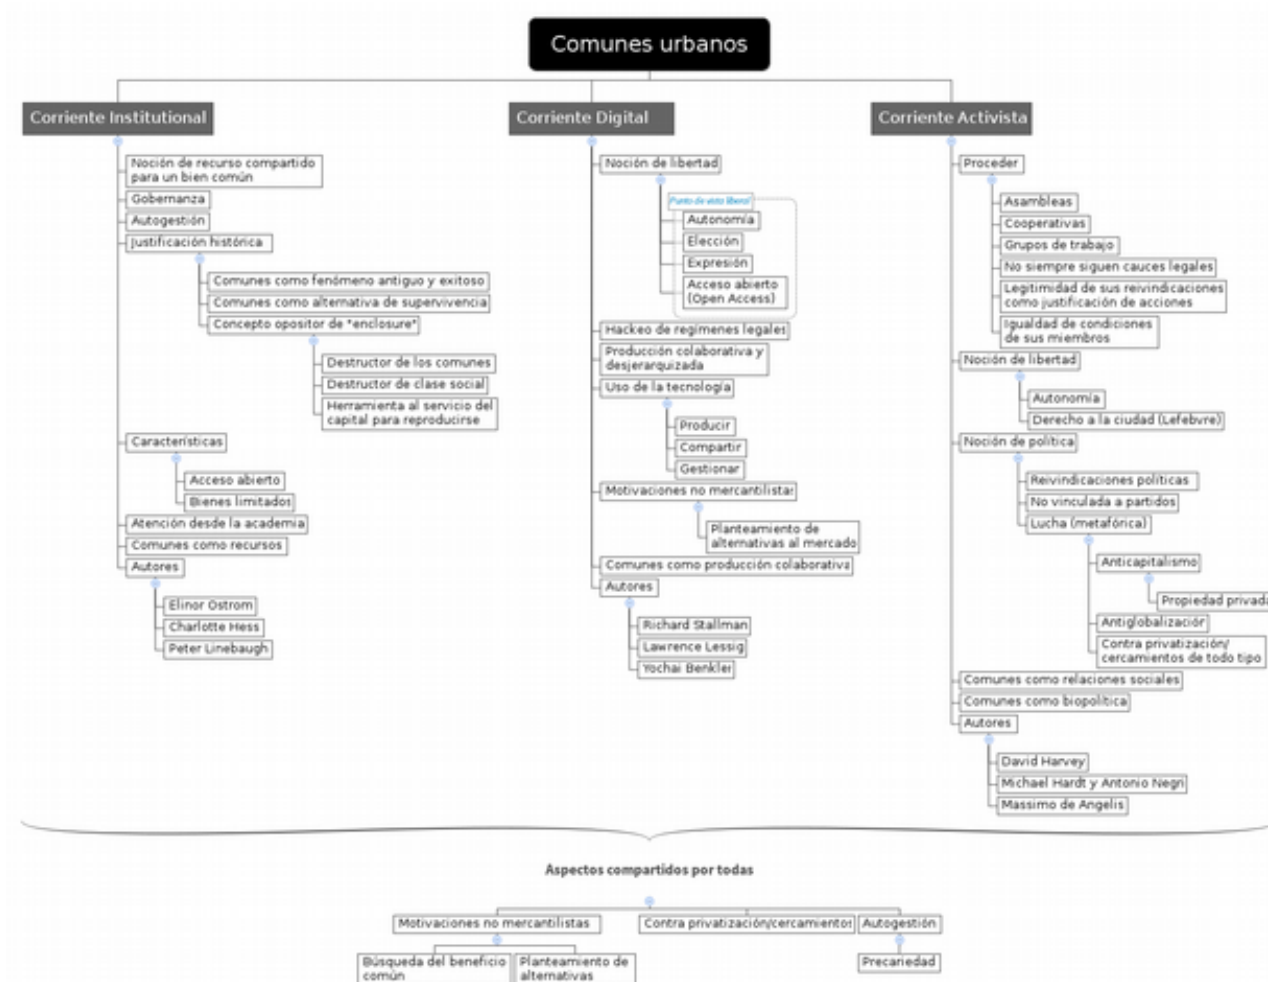 Comunes urbanos
Corriente Institutional
Noción de recurso compartido
para un bien común
Gobernanza
Autogestión
Justificación histórica
Comunes como fenómeno antiguo y exitoso
Comunes como alternativa de supervivencia
Concepto opositor de "enclosure"
Destructor de los comunes
Destructor de clase social
Herramienta al servicio del
capital para reproducirse
Características
Acceso abierto
Bienes limitados
Atención desde la academia
Comunes como recursos
Autores
Elinor Ostrom
Charlotte Hess
Peter Linebaugh
Corriente Digital
Noción de libertad
Punto de vista liberal
Autonomía
Elección
Expresión
Acceso abierto
(Open Access)
Hackeo de regímenes legales
Producción colaborativa y
desjerarquizada
Uso de la tecnología
Producir
Compartir
Gestionar
Motivaciones no mercantilistas
Planteamiento de
alternativas al mercado
Comunes como producción colaborativa
Autores
Richard Stallman
Lawrence Lessig
Yochai Benkler
Corriente Activista
Proceder
Asambleas
Cooperativas
Grupos de trabajo
No siempre siguen cauces legales
Legitimidad de sus reivindicaciones
como justificación de acciones
Igualdad de condiciones
de sus miembros
Noción de libertad
Autonomía
Derecho a la ciudad (Lefebvre)
Noción de política
Reivindicaciones políticas
No vinculada a partidos
Lucha (metafórica)
Anticapitalismo
Propiedad privada
Antiglobalización
Contra privatización/
cercamientos de todo tipo
Comunes como relaciones sociales
Comunes como biopolítica
Autores
David Harvey
Michael Hardt y Antonio Negri
Massimo de Angelis
Aspectos compartidos por todas
Motivaciones no mercantilistas
Búsqueda del beneficio
común
Planteamiento de
alternativas
Contra privatización/cercamientos
Autogestión
Precariedad